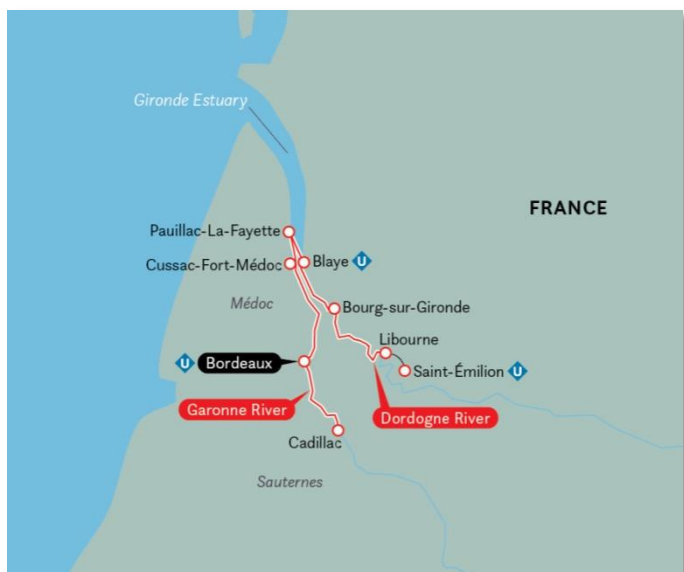 Gironde Estuary
FRANCE
Pauillac-La-Fayette
Cussac-Fort-Médoc
Blaye U
Médoc
Bourg-sur-Gironde
Libourne
U Bordeaux
Saint-Émilion U
Garonne River
Dordogne River
Cadillac
Sauternes